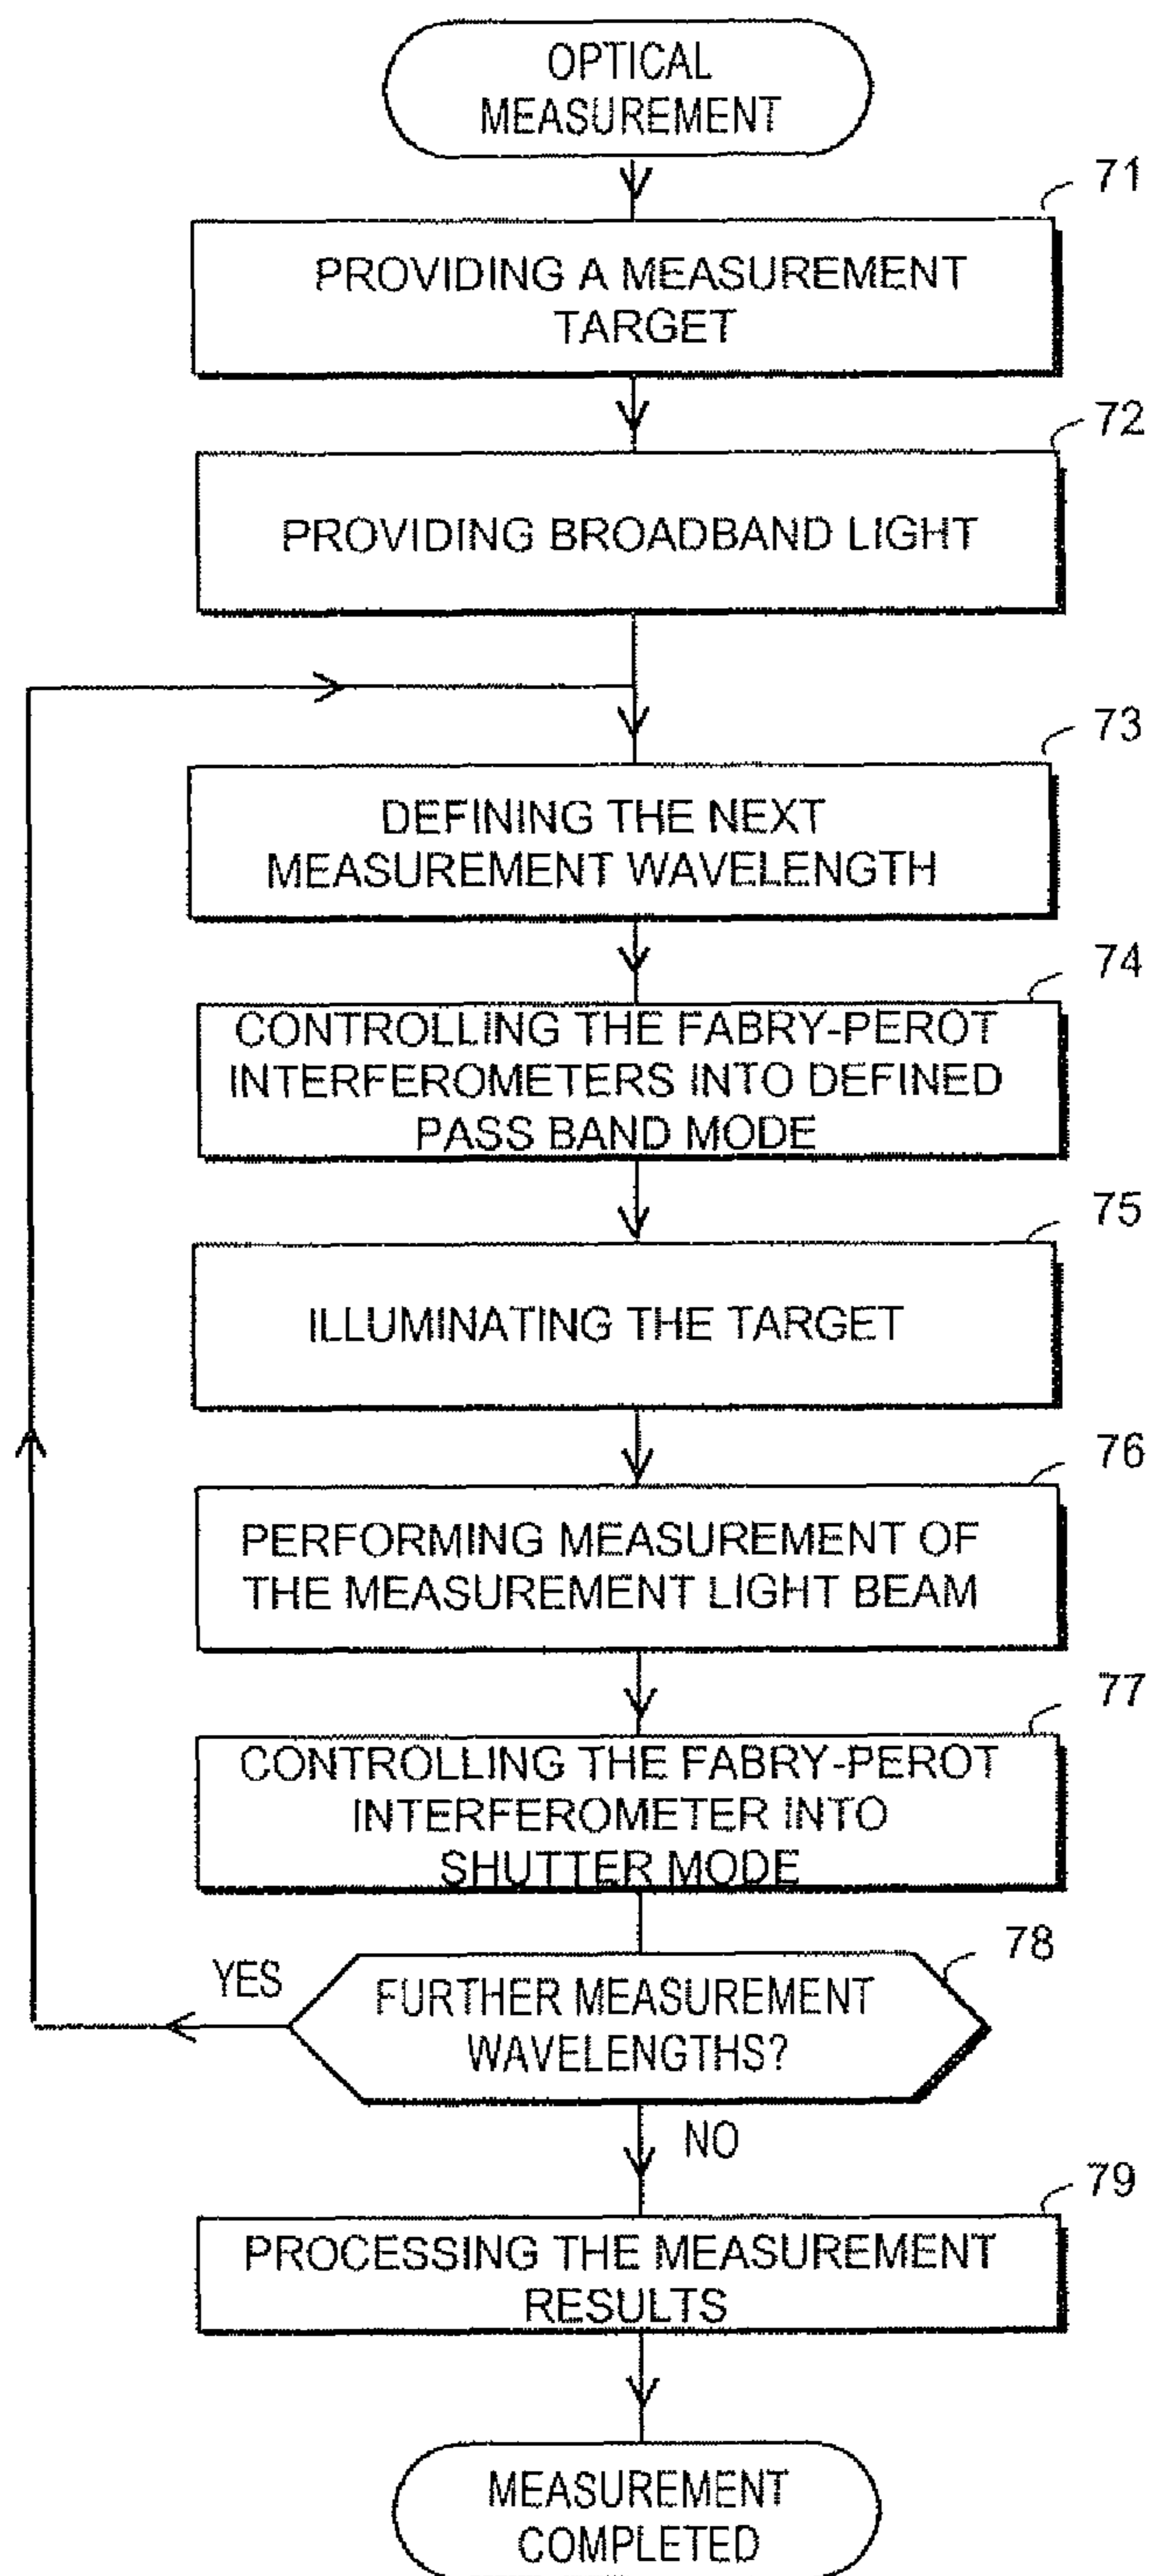 OPTICAL
MEASUREMENT
71
PROVIDING A MEASUREMENT
TARGET
72
PROVIDING BROADBAND LIGHT
73
DEFINING THE NEXT
MEASUREMENT WAVELENGTH
74
CONTROLLING THE FABRY-PEROT
INTERFEROMETERS INTO DEFINED
PASS BAND MODE
75
ILLUMINATING THE TARGET
76
PERFORMING MEASUREMENT OF
THE MEASUREMENT LIGHT BEAM
77
CONTROLLING THE FABRY-PEROT
INTERFEROMETER INTO
SHUTTER MODE
78
YES
FURTHER MEASUREMENT
WAVELENGTHS?
NO
79
PROCESSING THE MEASUREMENT
RESULTS
MEASUREMENT
COMPLETED